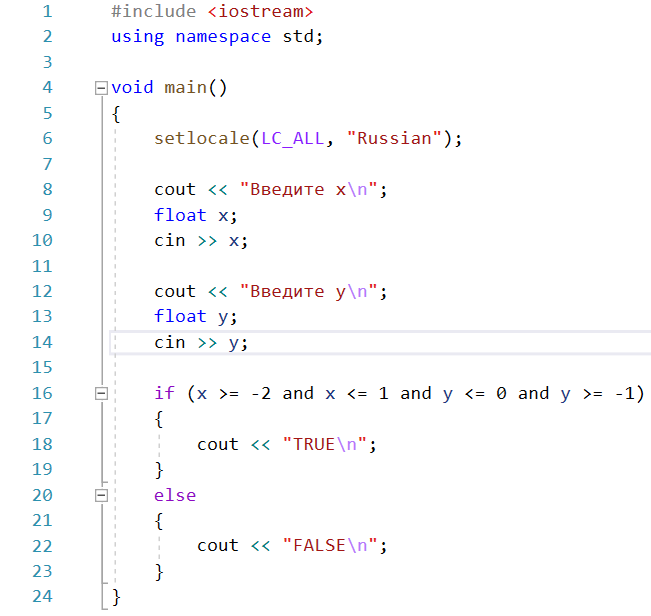 1 #include <iostream>
2 using namespace std;
3
4 void main()
5 {
6 setlocale(LC_ALL, "Russian");
7
8 cout << "Введите x\n";
9 float x;
10 cin >> x;
11
12 cout << "Введите y\n";
13 float y;
14 cin >> y;
15
16 if (x >= -2 and x <= 1 and y <= 0 and y >= -1)
17 {
18 cout << "TRUE\n";
19 }
20 else
21 {
22 cout << "FALSE\n";
23 }
24 }